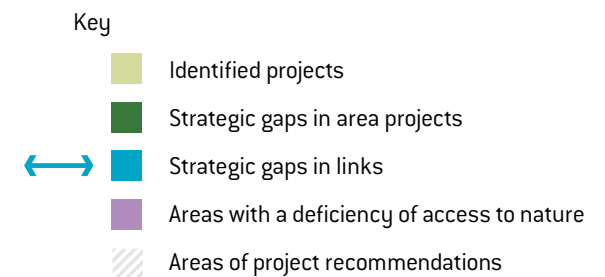 Key
Identified projects
Strategic gaps in area projects
Strategic gaps in links
Areas with a deficiency of access to nature
Areas of project recommendations